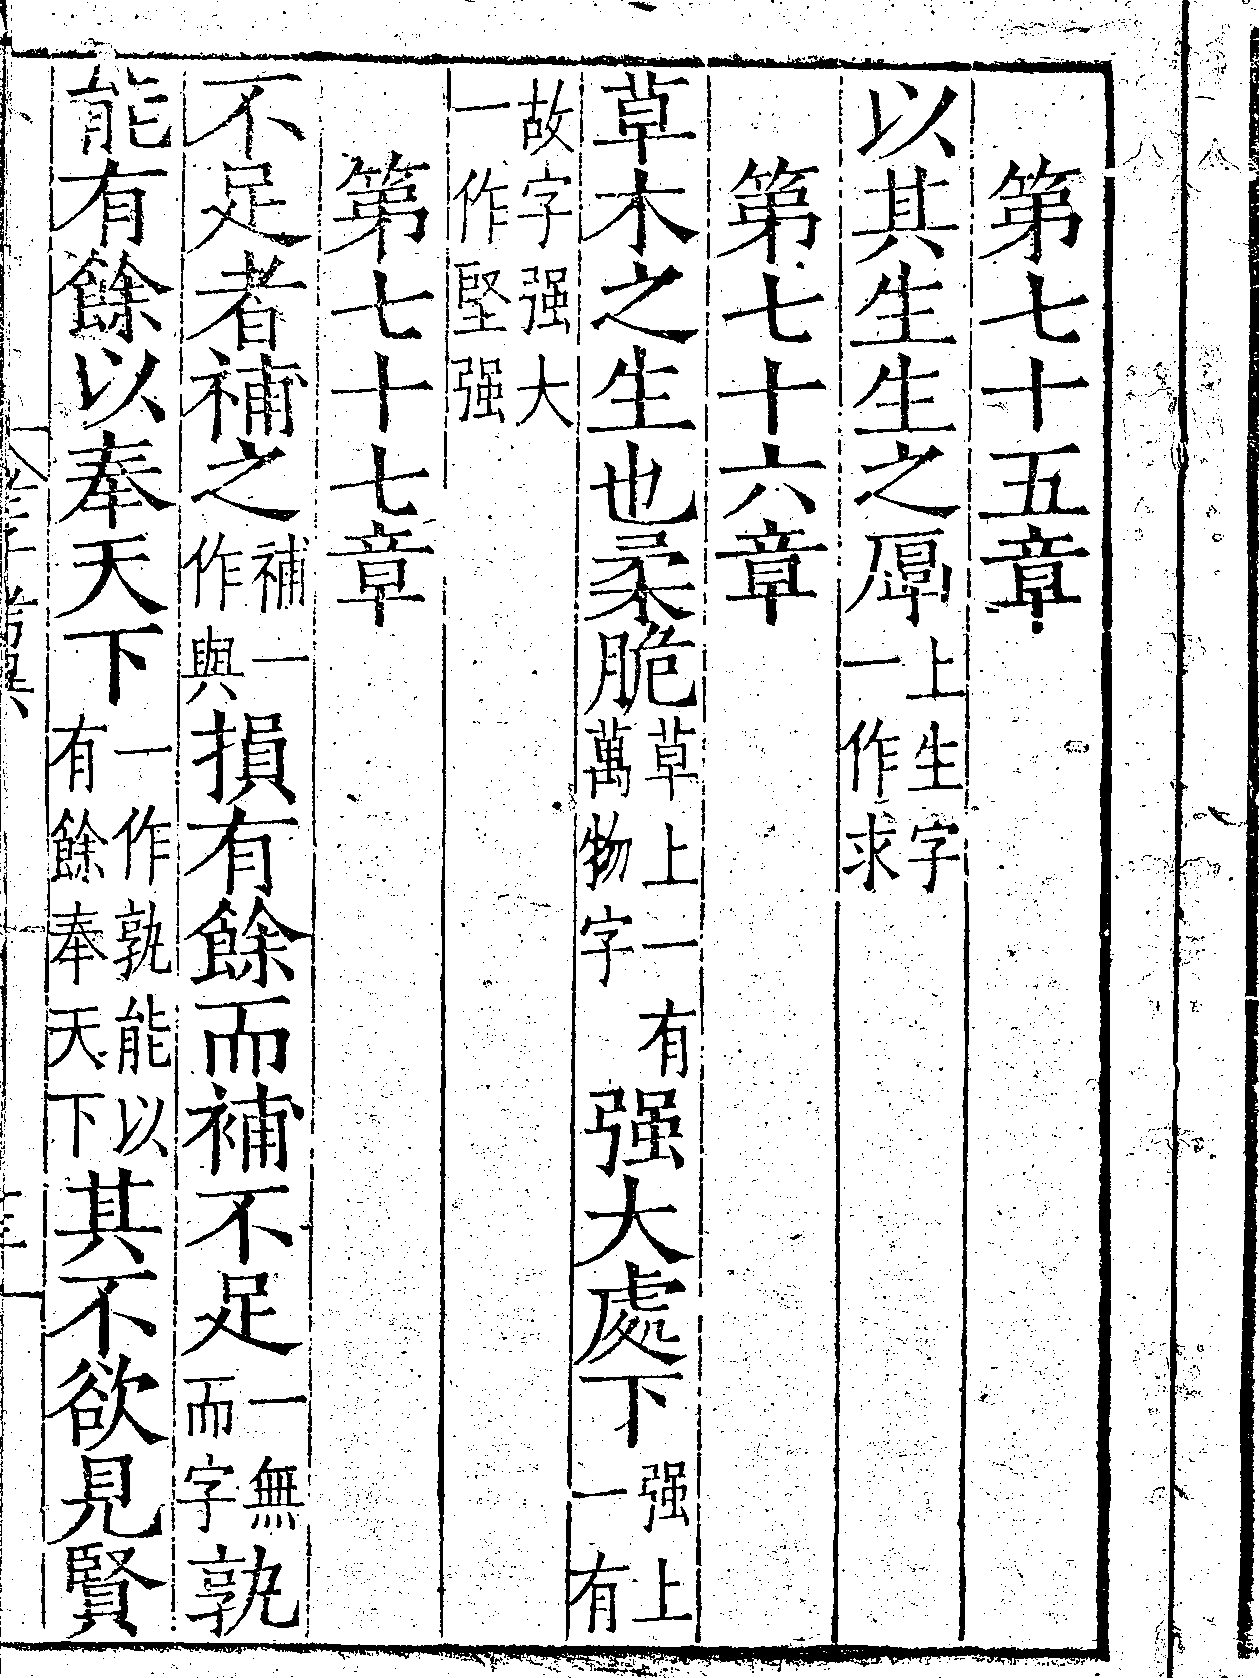 第七十五章
以其生生之厚上生字一作求
第七十六章
草木之生也柔脆草上一有萬物字强大處下强上一有
故字强大一作堅强
第七十七章
不足者補之補一作與損有餘而補不足一無而字孰
能有餘以奉天下一作孰能以有餘奉天下其不欲見賢